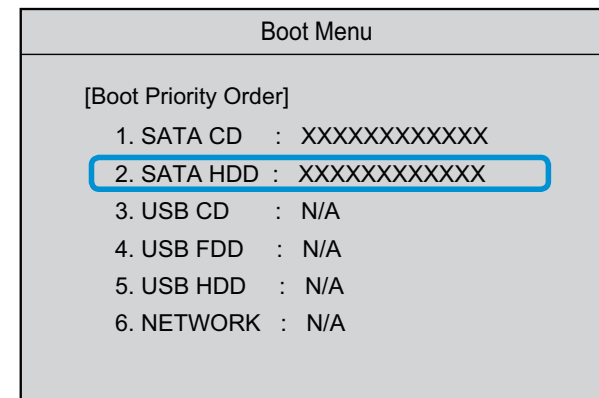 Boot Menu
[Boot Priority Order]
1. SATA CD : XXXXXXXXXXXX
2. SATA HDD : XXXXXXXXXXXX
3. USB CD : N/A
4. USB FDD : N/A
5. USB HDD : N/A
6. NETWORK : N/A